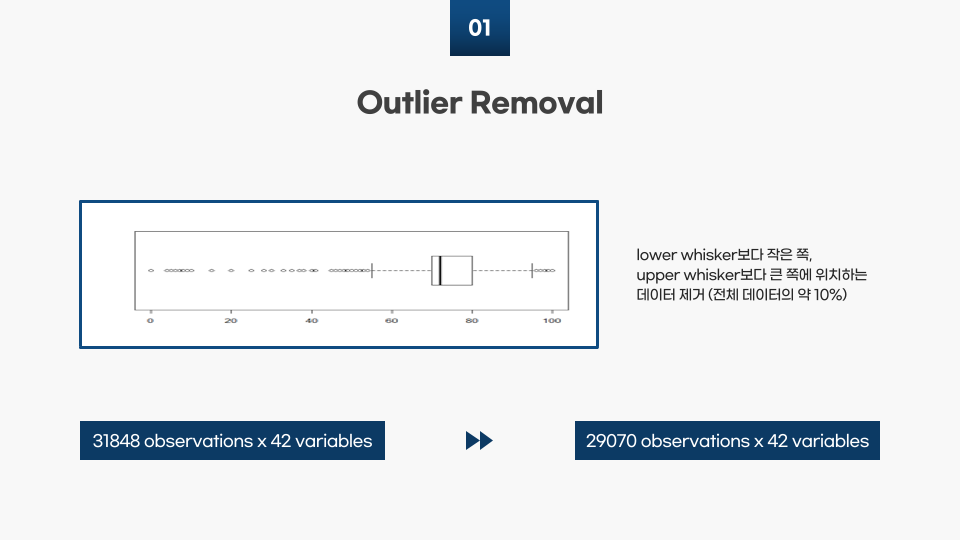 01
Outlier Removal
lower whisker보다 작은 쪽,
upper whisker보다 큰 쪽에 위치하는
데이터 제거 (전체 데이터의 약 10%)
0 20 40 60 80 100
31848 observations x 42 variables
29070 observations x 42 variables